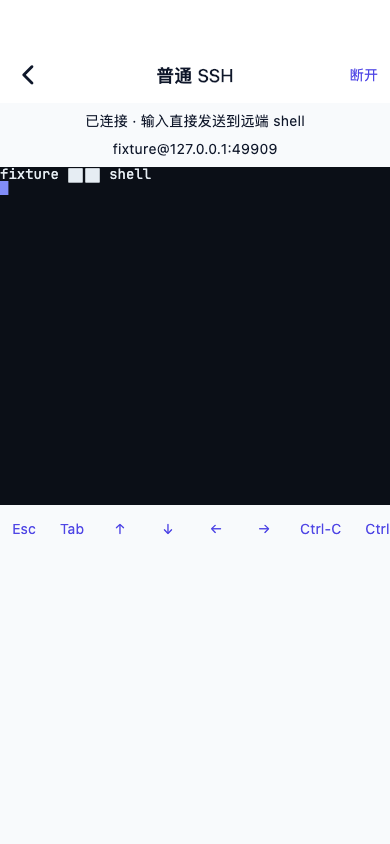 普通 SSH
断开
已连接 · 输入直接发送到远端 shell
fixture@127.0.0.1:49909
fixture shell
Esc Tab ↑ ↓ ← → Ctrl-C Ctrl